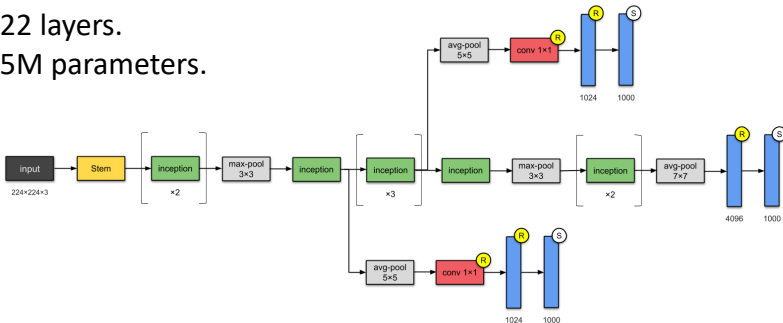 22 layers.
5M parameters.
avg-pool
5×5
R
conv 1×1
R
1024
S
1000
input
224×224×3
Stem
inception
×2
max-pool
3×3
inception
inception
×3
inception
max-pool
3×3
inception
×2
avg-pool
7×7
R
4096
S
1000
avg-pool
5×5
R
conv 1×1
R
1024
S
1000